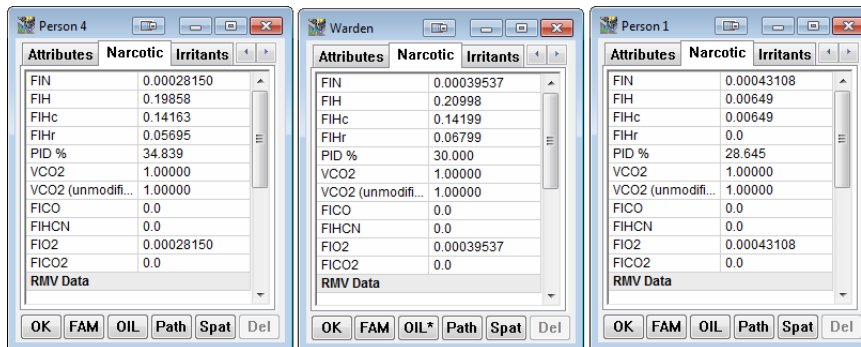 Person 4
Attributes Narcotic Irritants
FIN 0.00028150
FIH 0.19858
FIHc 0.14163
FIHr 0.05695
PID % 34.839
VCO2 1.00000
VCO2 (unmodifi... 1.00000
FICO 0.0
FIHCN 0.0
FIO2 0.00028150
FICO2 0.0
RMV Data
OK FAM OIL Path Spat Del
Warden
Attributes Narcotic Irritants
FIN 0.00039537
FIH 0.20998
FIHc 0.14199
FIHr 0.06799
PID % 30.000
VCO2 1.00000
VCO2 (unmodifi... 1.00000
FICO 0.0
FIHCN 0.0
FIO2 0.00039537
FICO2 0.0
RMV Data
OK FAM OIL* Path Spat Del
Person 1
Attributes Narcotic Irritants
FIN 0.00043108
FIH 0.00649
FIHc 0.00649
FIHr 0.0
PID % 28.645
VCO2 1.00000
VCO2 (unmodifi... 1.00000
FICO 0.0
FIHCN 0.0
FIO2 0.00043108
FICO2 0.0
RMV Data
OK FAM OIL Path Spat Del